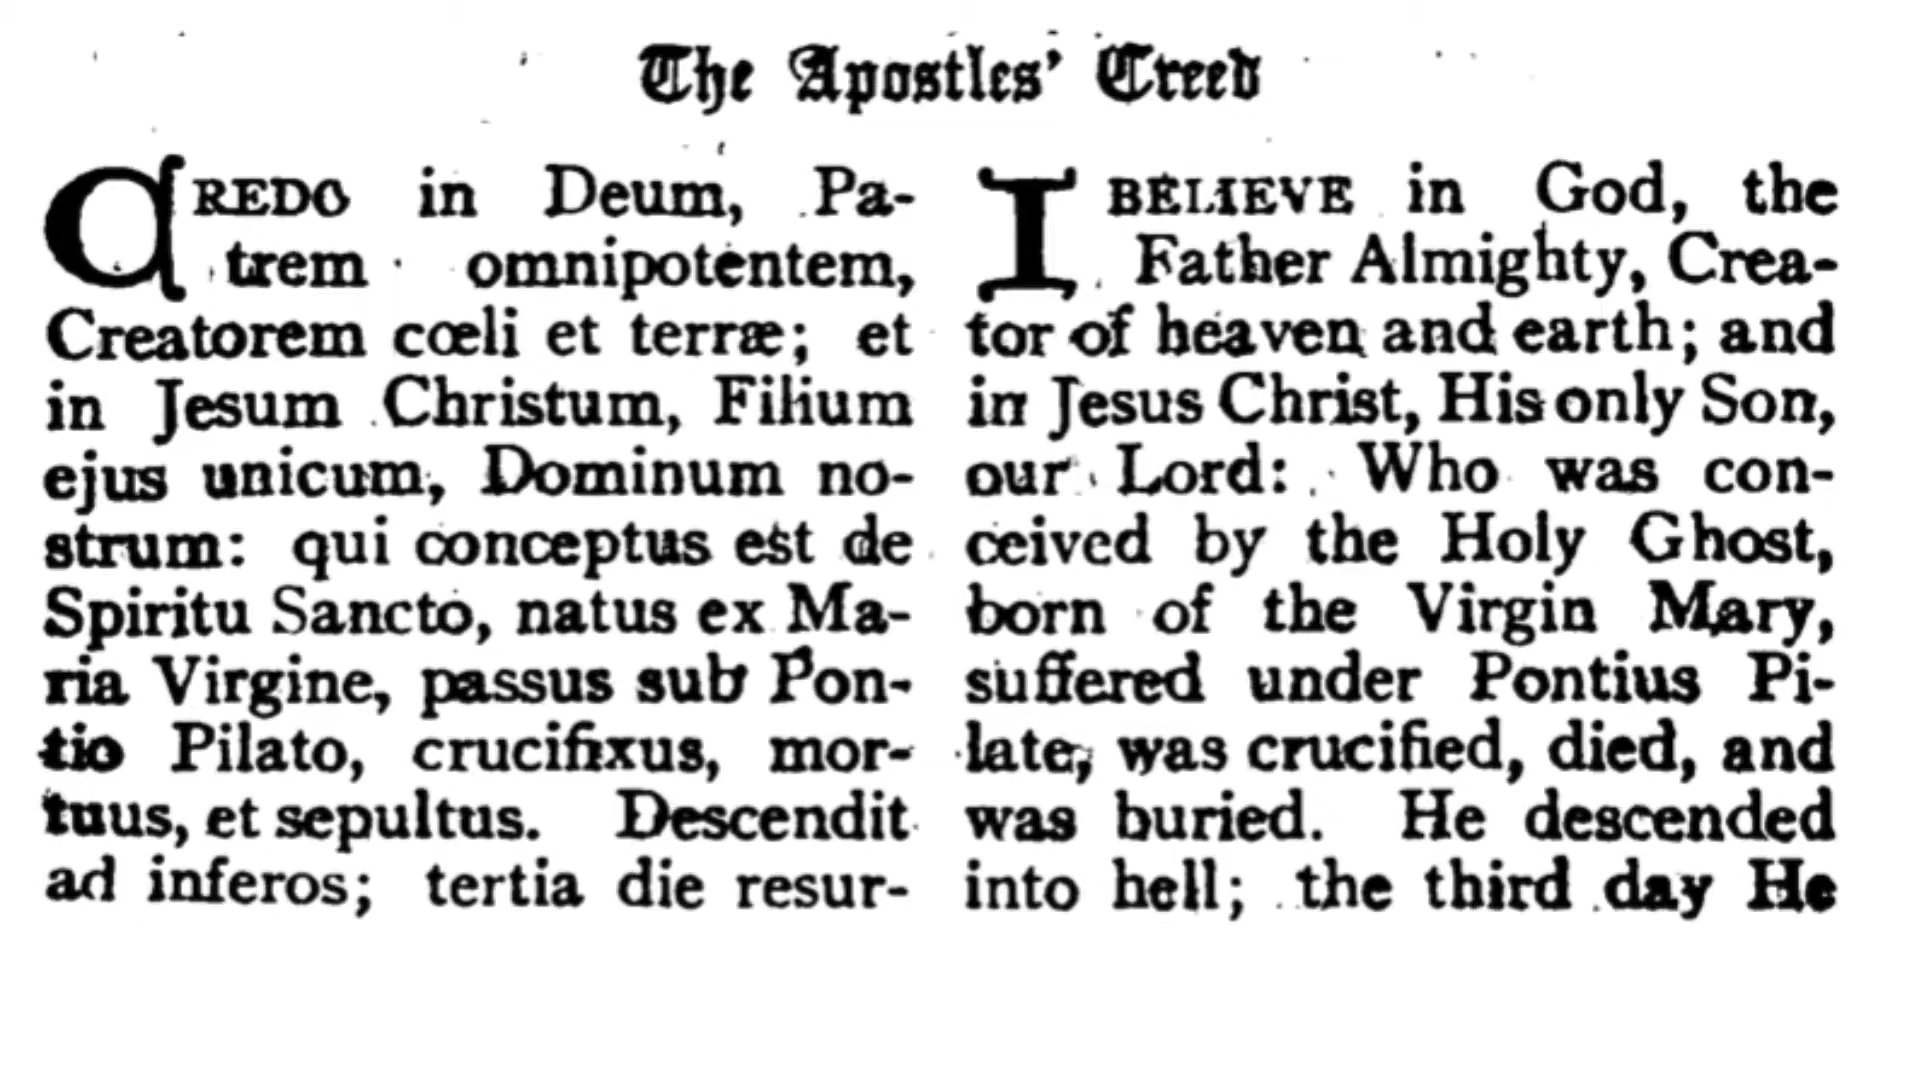 The Apostles' Creed
CREDO in Deum, Pa-
trem omnipotentem,
Creatorem cœli et terræ; et
in Jesum Christum, Filium
ejus unicum, Dominum no-
strum: qui conceptus est de
Spiritu Sancto, natus ex Ma-
ria Virgine, passus sub Pon-
tio Pilato, crucifixus, mor-
tuus, et sepultus. Descendit
ad inferos; tertia die resur-
I BELIEVE in God, the
Father Almighty, Crea-
tor of heaven and earth; and
in Jesus Christ, His only Son,
our Lord: Who was con-
ceived by the Holy Ghost,
born of the Virgin Mary,
suffered under Pontius Pi-
late, was crucified, died, and
was buried. He descended
into hell; the third day He